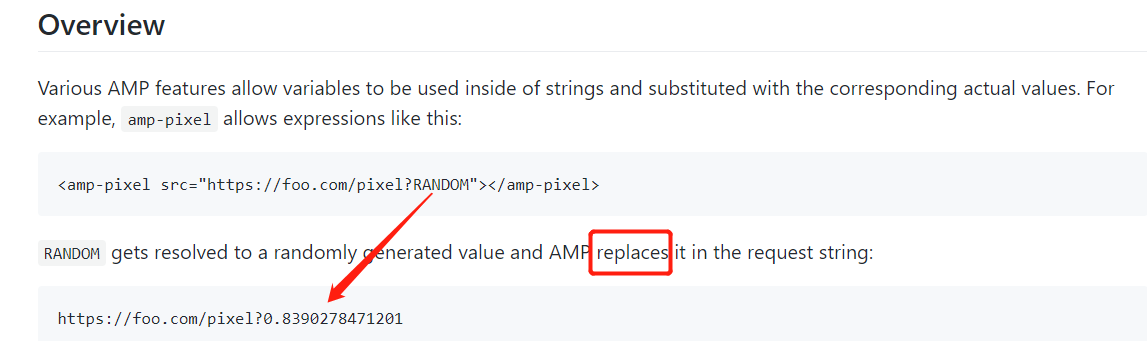 Overview
Various AMP features allow variables to be used inside of strings and substituted with the corresponding actual values. For
example, amp-pixel allows expressions like this:
<amp-pixel src="https://foo.com/pixel?RANDOM"></amp-pixel>
RANDOM gets resolved to a randomly generated value and AMP replaces it in the request string:
https://foo.com/pixel?0.8390278471201